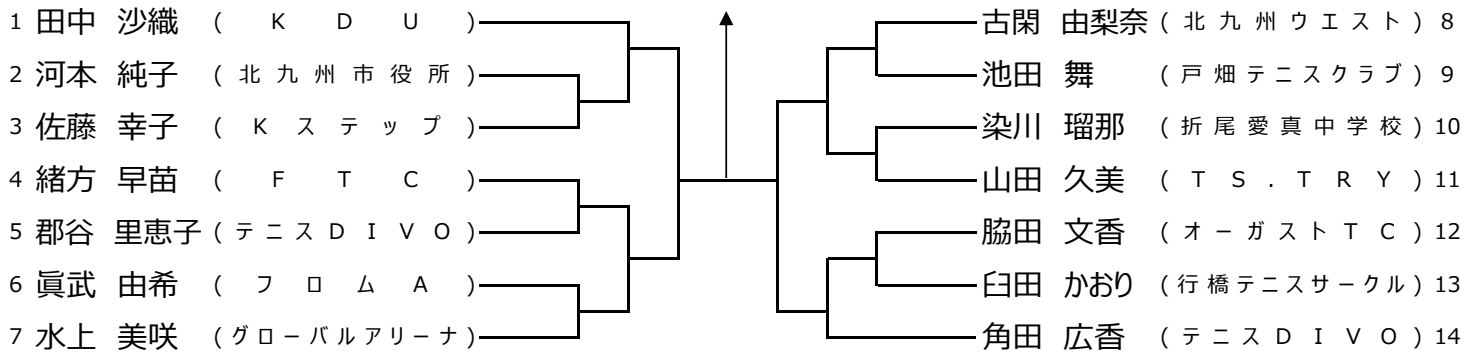 1 田中 沙織 (KDU)
2 河本 純子 (北九州市役所)
3 佐藤 幸子 (Kステップ)
4 緒方 早苗 (FTC)
5 郡谷 里恵子 (テニスDIVO)
6 眞武 由希 (フロムA)
7 水上 美咲 (グローバルアリーナ)
古閑 由梨奈 (北九州ウエスト) 8
池田 舞 (戸畑テニスクラブ) 9
染川 瑠那 (折尾愛真中学校) 10
山田 久美 (TS.TRY) 11
脇田 文香 (オーガストTC) 12
臼田 かおり (行橋テニスサークル) 13
角田 広香 (テニスDIVO) 14